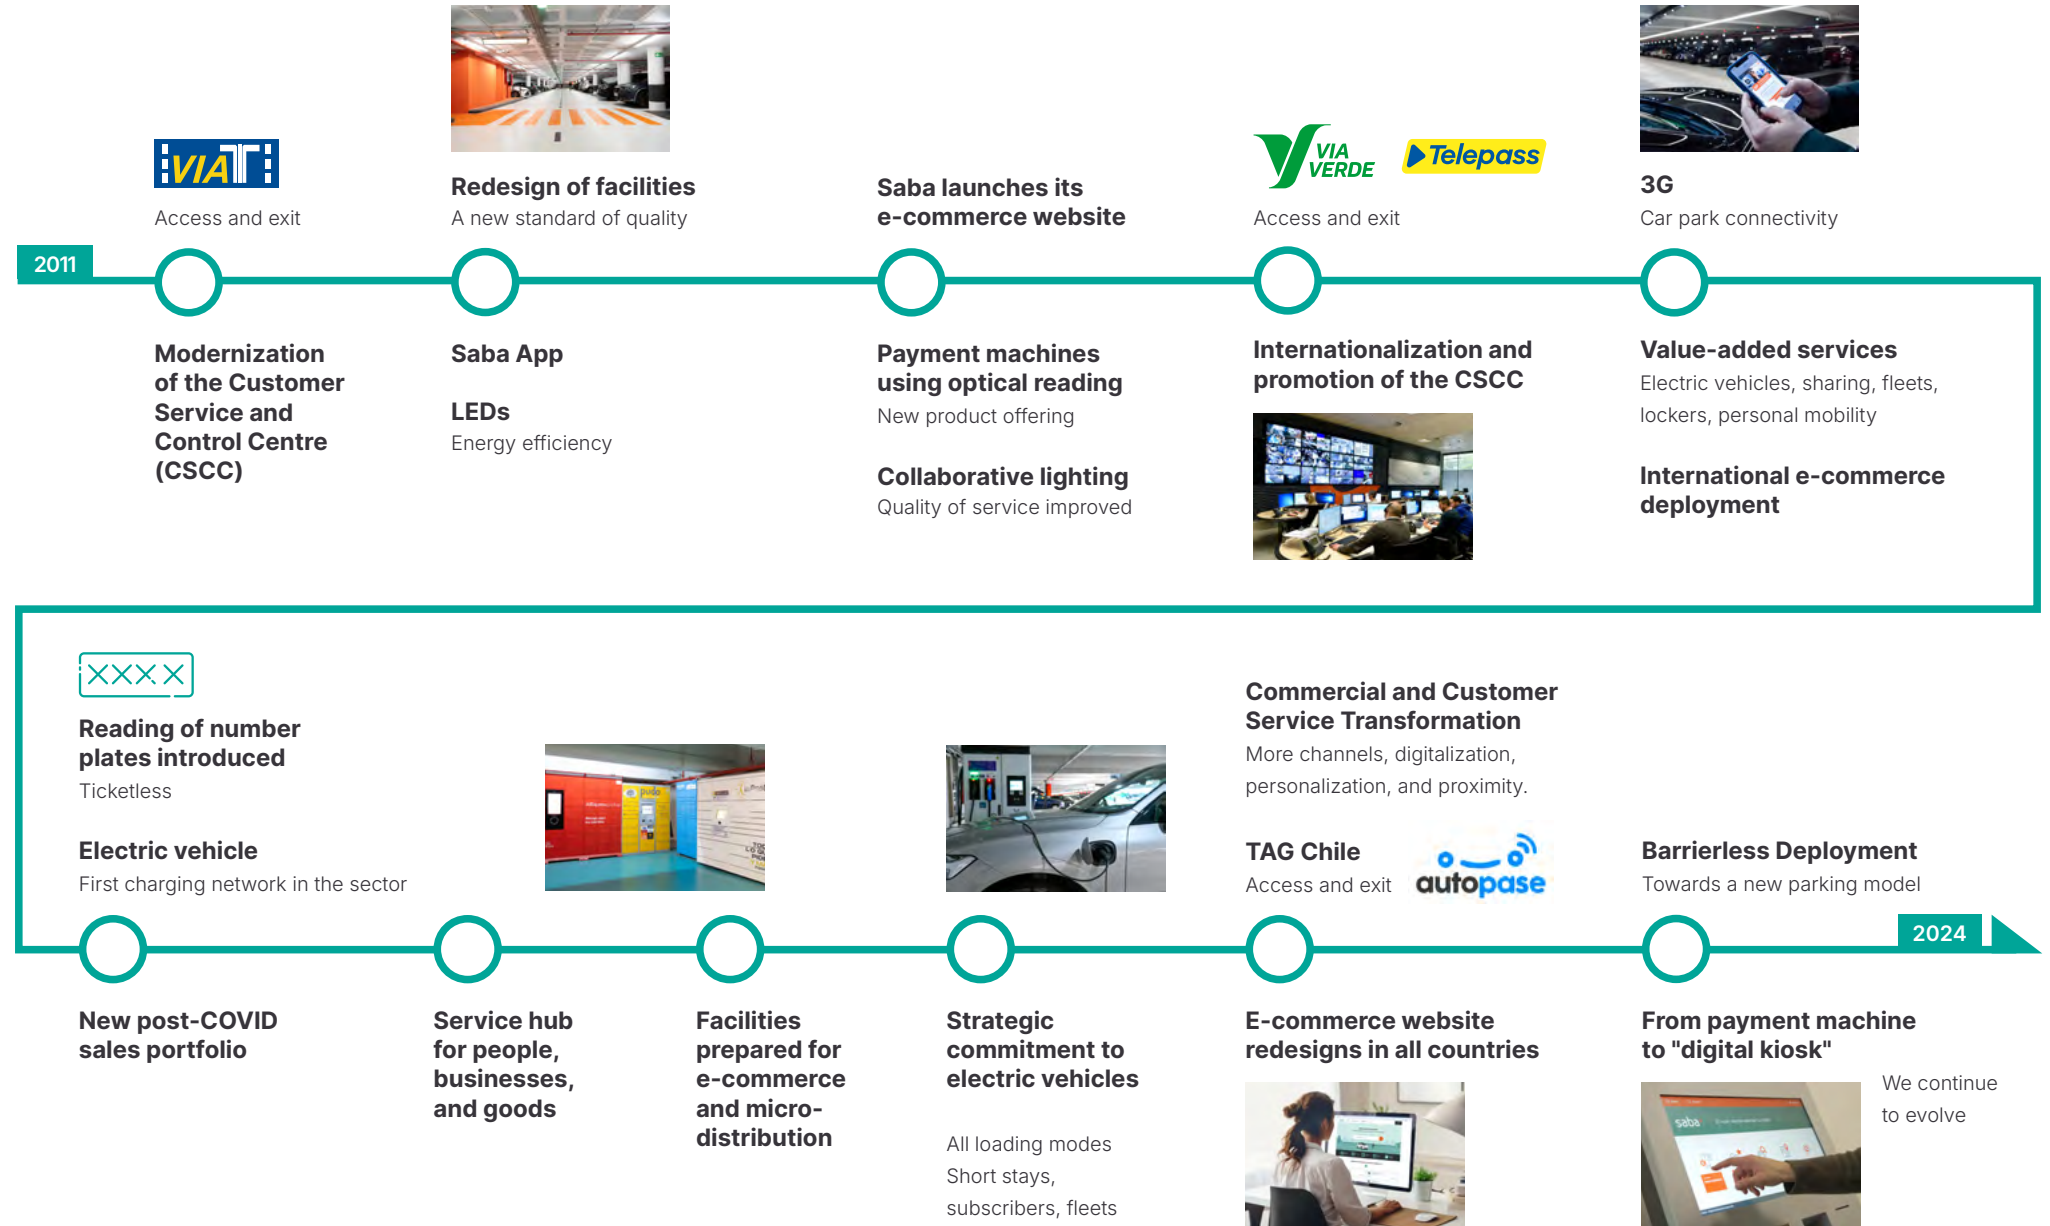 VIAT
Access and exit
Redesign of facilities
A new standard of quality
Saba launches its
e-commerce website
VIA
VERDE
Telepass
Access and exit
3G
Car park connectivity
2011
Modernization
of the Customer
Service and
Control Centre
(CSCC)
Saba App
LEDs
Energy efficiency
Payment machines
using optical reading
New product offering
Collaborative lighting
Quality of service improved
Internationalization and
promotion of the CSCC
Value-added services
Electric vehicles, sharing, fleets,
lockers, personal mobility
International e-commerce
deployment
XXXX
Reading of number
plates introduced
Ticketless
Electric vehicle
First charging network in the sector
pudo
Commercial and Customer
Service Transformation
More channels, digitalization,
personalization, and proximity.
TAG Chile
Access and exit
autopase
Barrierless Deployment
Towards a new parking model
2024
New post-COVID
sales portfolio
Service hub
for people,
businesses,
and goods
Facilities
prepared for
e-commerce
and micro-
distribution
Strategic
commitment to
electric vehicles
All loading modes
Short stays,
subscribers, fleets
E-commerce website
redesigns in all countries
From payment machine
to "digital kiosk"
We continue
to evolve
saba